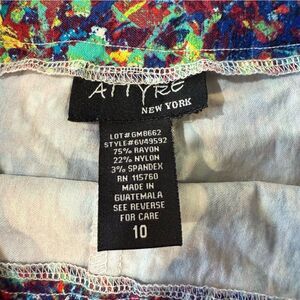 ATTYRE
NEW YORK
LOT# GM8662
STYLE# 6V49592
75% RAYON
22% NYLON
3% SPANDEX
RN 115760
MADE IN
GUATEMALA
SEE REVERSE
FOR CARE
10